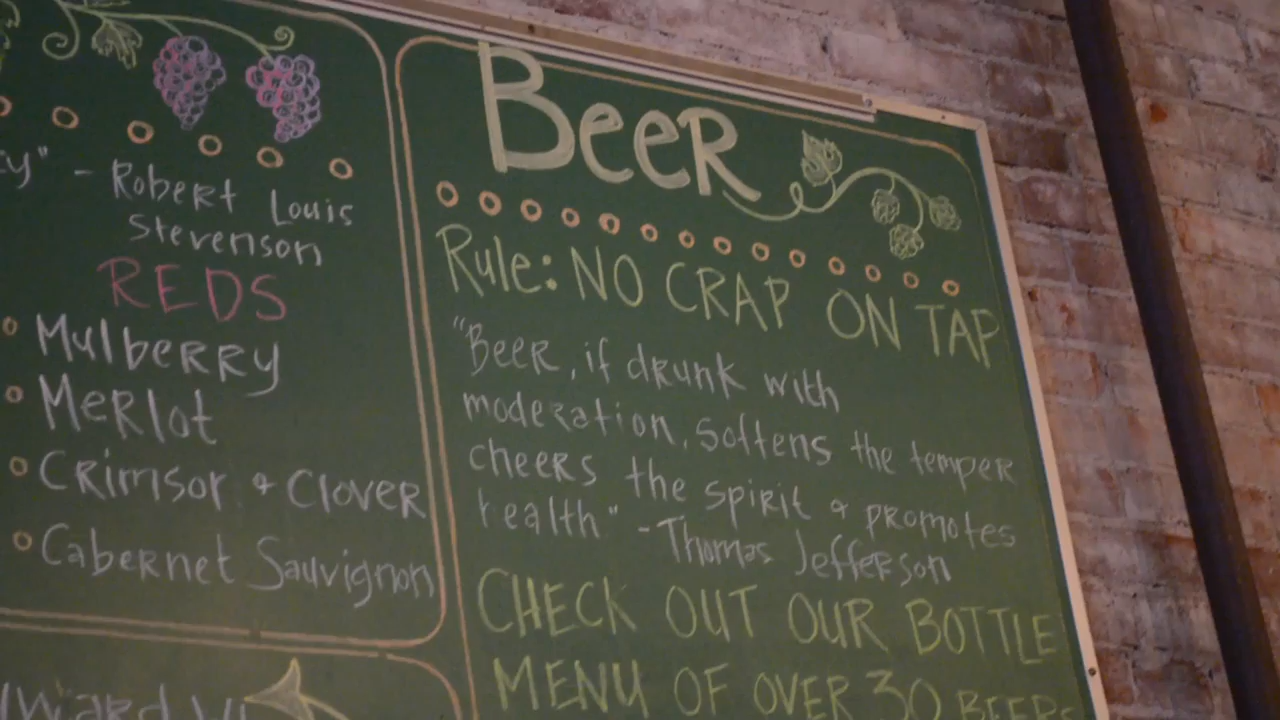 - Robert Louis
Stevenson
REDS
Mulberry
Merlot
Crimson & Clover
Cabernet Sauvignon
Beer
Rule: NO CRAP ON TAP
"Beer, if drunk with
moderation, softens the temper
cheers the spirit & promotes
health" - Thomas Jefferson
CHECK OUT OUR BOTTLE
MENU OF OVER 30 BEERS